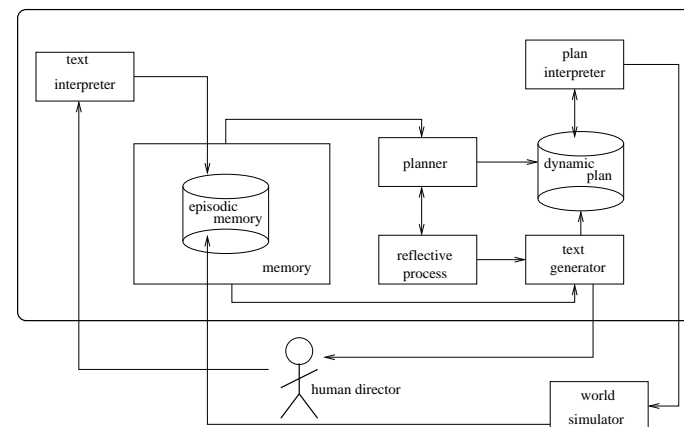 text
interpreter
plan
interpreter
planner
dynamic
plan
episodic
memory
memory
reflective
process
text
generator
human director
world
simulator